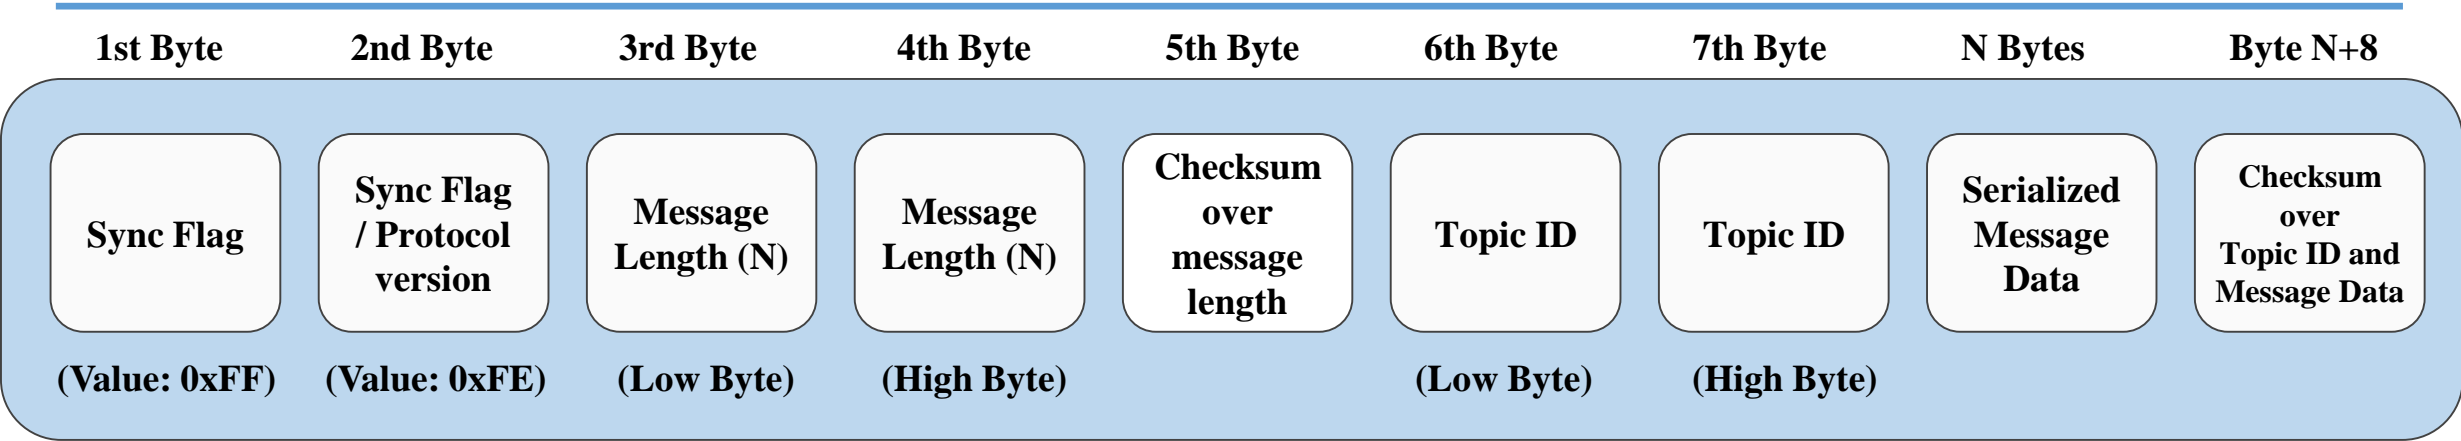 1st Byte
2nd Byte
3rd Byte
4th Byte
5th Byte
6th Byte
7th Byte
N Bytes
Byte N+8
Sync Flag
Sync Flag
/ Protocol
version
Message
Length (N)
Message
Length (N)
Checksum
over
message
length
Topic ID
Topic ID
Serialized
Message
Data
Checksum
over
Topic ID and
Message Data
(Value: 0xFF)
(Value: 0xFE)
(Low Byte)
(High Byte)
(Low Byte)
(High Byte)